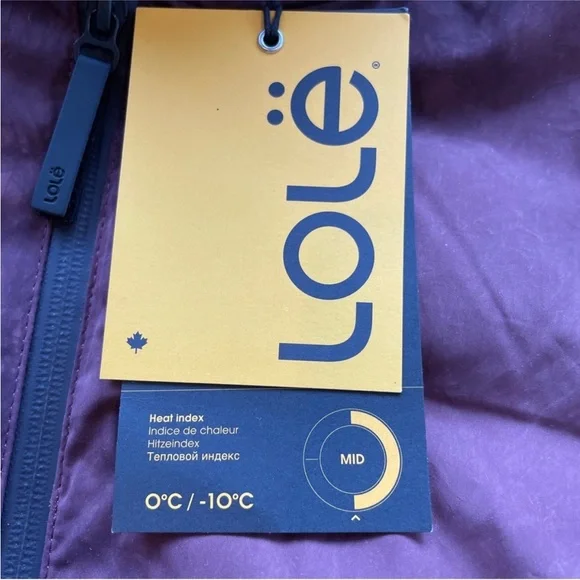 Lolë
Lolë®
Heat index
Indice de chaleur
Hitzeindex
Тепловой индекс
MID
0°C / -10°C